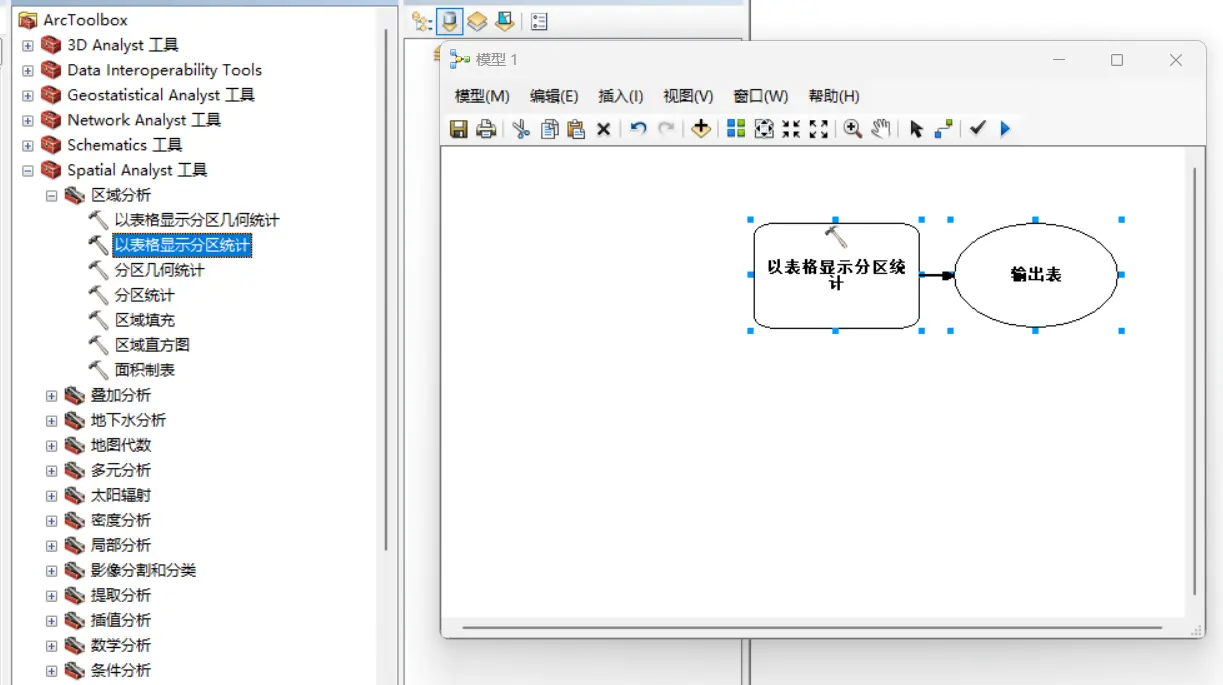 ArcToolbox
3D Analyst 工具
Data Interoperability Tools
Geostatistical Analyst 工具
Network Analyst 工具
Schematics 工具
Spatial Analyst 工具
区域分析
以表格显示分区几何统计
以表格显示分区统计
分区几何统计
分区统计
区域填充
区域直方图
面积制表
叠加分析
地下水分析
地图代数
多元分析
太阳辐射
密度分析
局部分析
影像分割和分类
提取分析
插值分析
数学分析
条件分析
模型 1
模型(M) 编辑(E) 插入(I) 视图(V) 窗口(W) 帮助(H)
以表格显示分区统
计
输出表